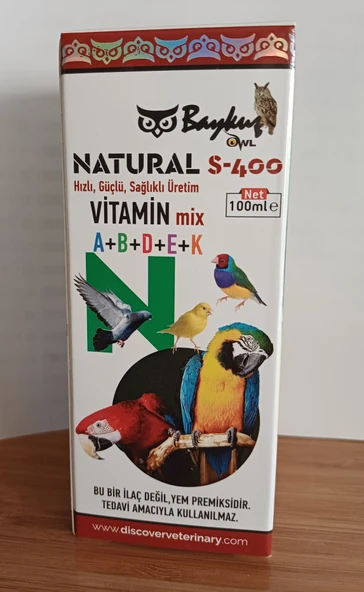 Baykuş
OWL
NATURAL S-400
Hızlı, Güçlü, Sağlıklı Üretim
Net
100ml e
VİTAMİN mix
A+B+D+E+K
N
BU BİR İLAÇ DEĞİL,YEM PREMİKSİDİR.
TEDAVİ AMACIYLA KULLANILMAZ.
www.discoverveterinary.com